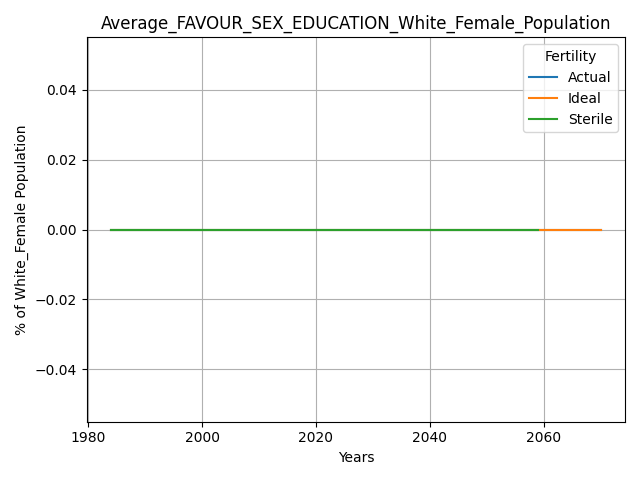 Average_FAVOUR_SEX_EDUCATION_White_Female_Population
Fertility
Actual
Ideal
Sterile
% of White_Female Population
0.04
0.02
0.00
−0.02
−0.04
1980 2000 2020 2040 2060
Years